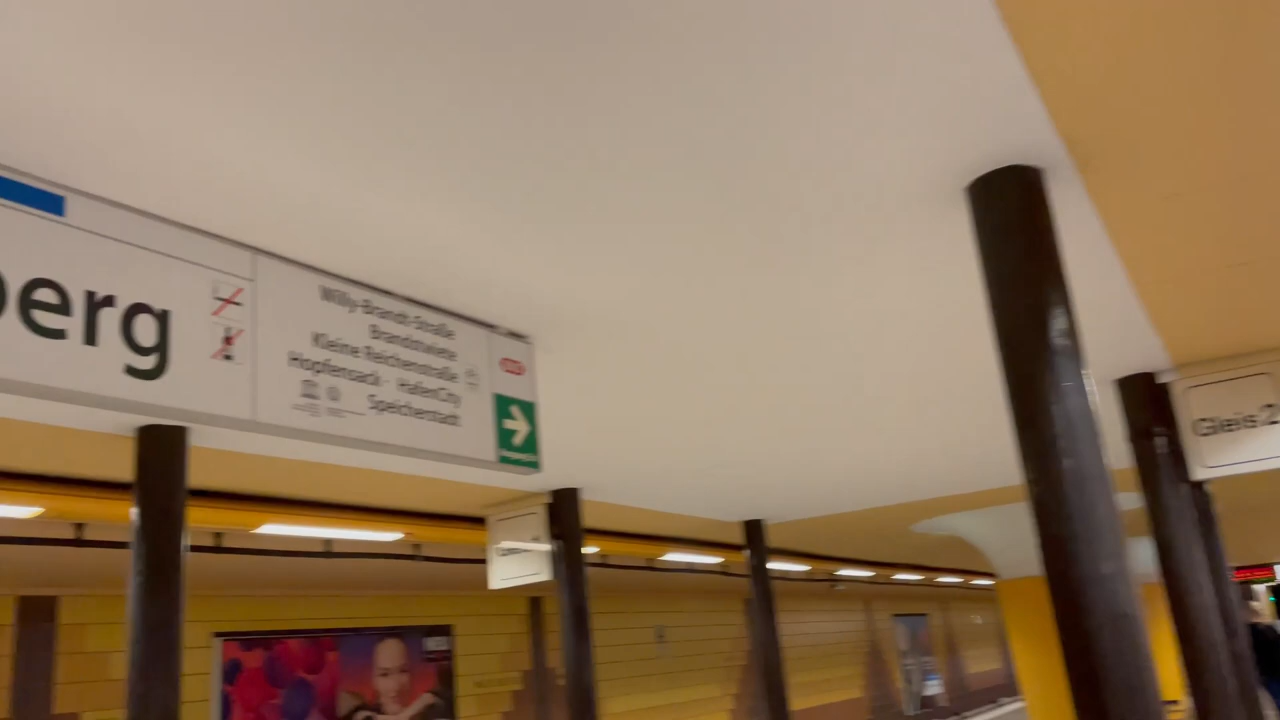 berg
Willy-Brandt-Straße
Brandstwiete
Kleine Reichenstraße
Hopfensack · HafenCity
Speicherstadt
Gleis 2